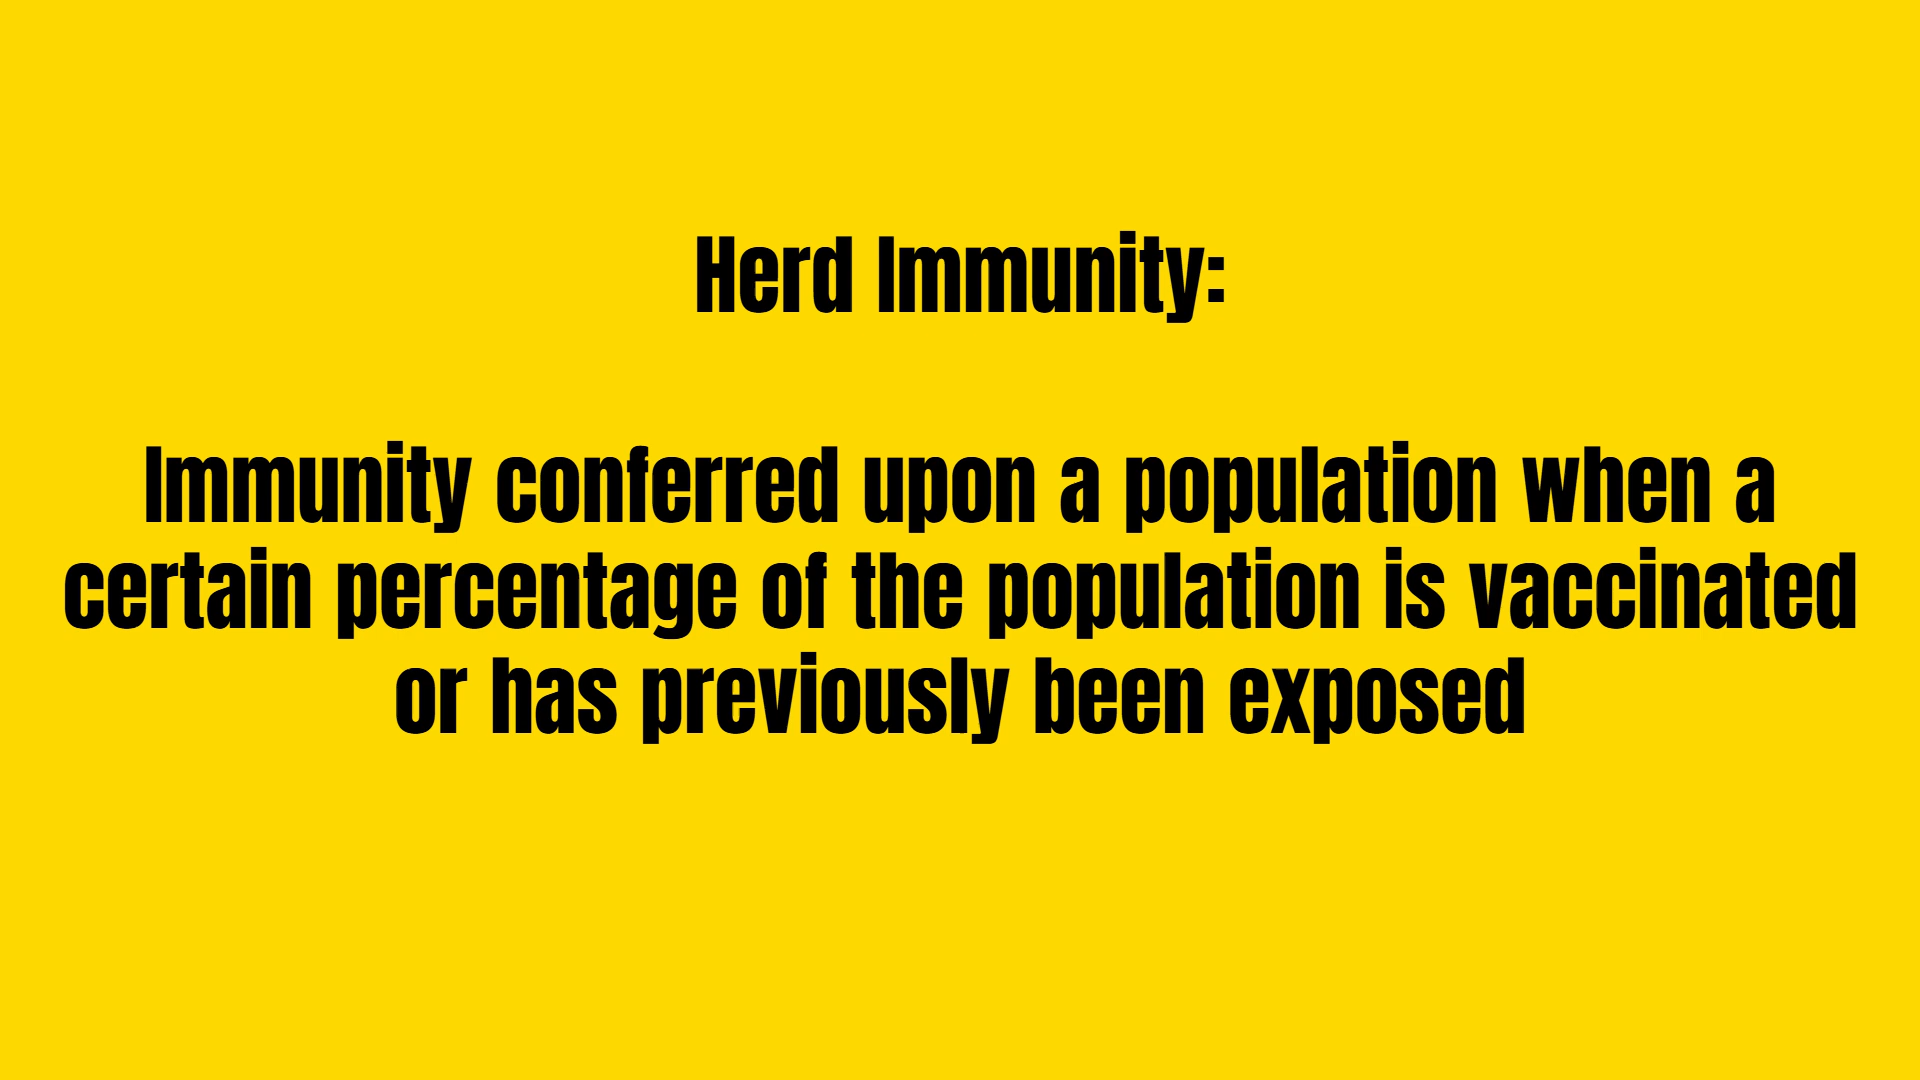 Herd Immunity:
Immunity conferred upon a population when a
certain percentage of the population is vaccinated
or has previously been exposed